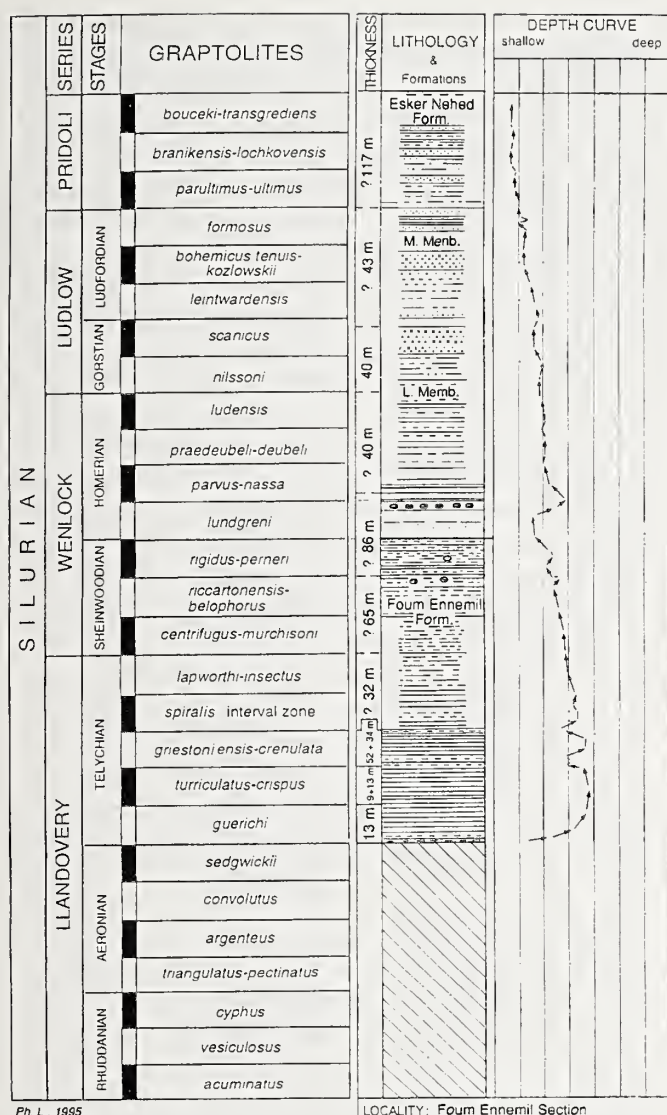 SERIES
STAGES
GRAPTOLITES
THICKNESS
LITHOLOGY
&
Formations
DEPTH CURVE
shallow deep
SILURIAN
PRIDOLI
bouceki-transgrediens
branikensis-lochkovensis
parultimus-ultimus
LUDLOW
LUDFORDIAN
formosus
bohemicus tenuis-
kozlowskii
leintwardensis
GORSTIAN
scanicus
nilssoni
WENLOCK
HOMERIAN
ludensis
praedeubeli-deubeli
parvus-nassa
lundgreni
SHEINWOODIAN
rigidus-perneri
riccartonensis-
belophorus
centrifugus-murchisoni
LLANDOVERY
TELYCHIAN
lapworthi-insectus
spiralis interval zone
griestoniensis-crenulata
turriculatus-crispus
guerichi
AERONIAN
sedgwickii
convolutus
argenteus
triangulatus-pectinatus
RHUDDANIAN
cyphus
vesiculosus
acuminatus
? 117 m
? 43 m
40 m
? 40 m
? 86 m
? 65 m
? 32 m
52 + 34 m
9+13 m
13 m
Esker Nehed
Form.
M. Menb.
L. Memb.
Foum Ennemil
Form.
Ph. L., 1995
LOCALITY: Foum Ennemil Section